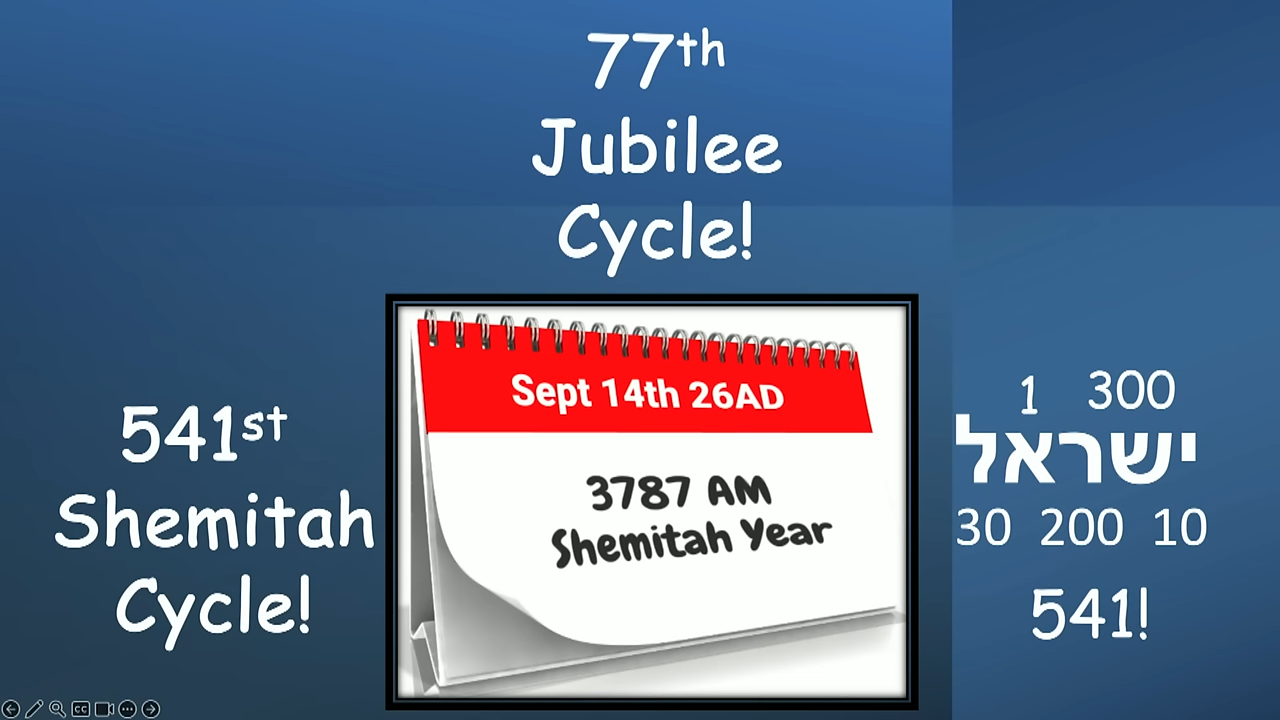 77th
Jubilee
Cycle!
541st
Shemitah
Cycle!
Sept 14th 26AD
3787 AM
Shemitah Year
1 300
ישראל
30 200 10
541!
CC